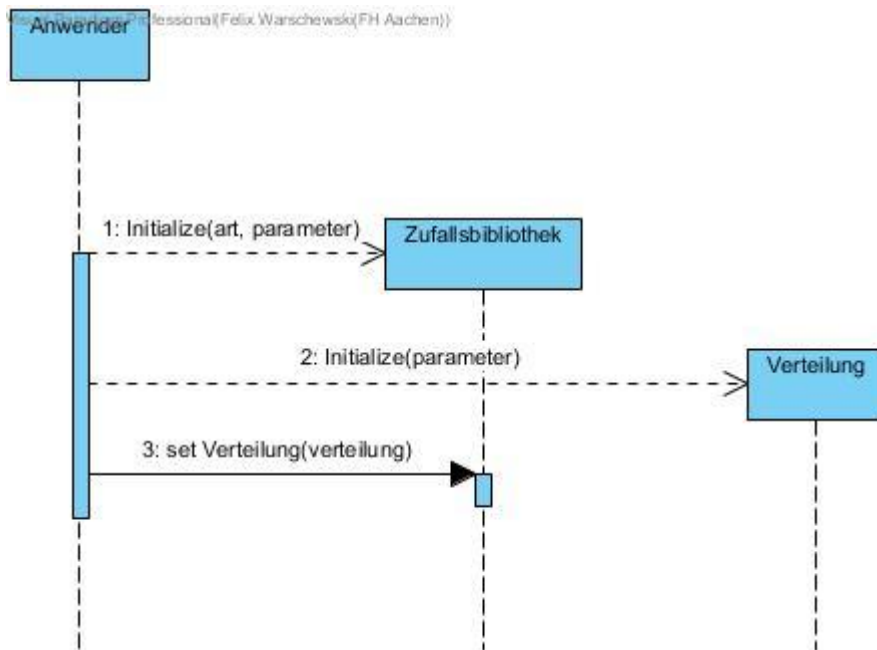 Professional(Felix Warschewski(FH Aachen))
Anwender
1: Initialize(art, parameter)
Zufallsbibliothek
2: Initialize(parameter)
Verteilung
3: set Verteilung(verteilung)